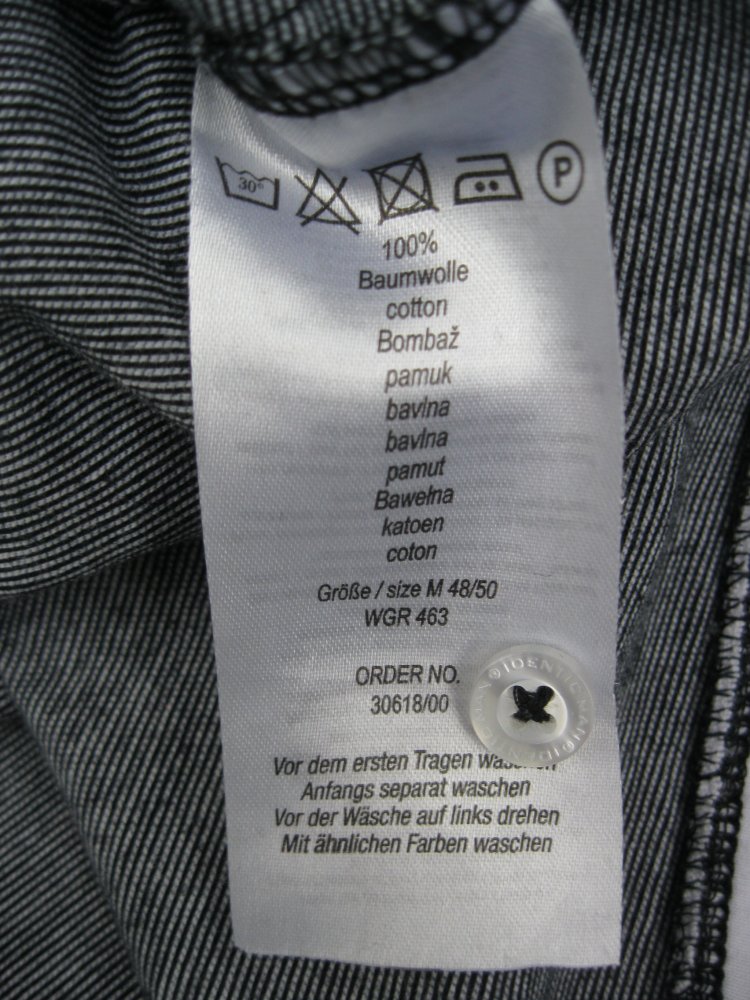 30° P
100%
Baumwolle
cotton
Bombaž
pamuk
bavlna
bavlna
pamut
Bawełna
katoen
coton
Größe / size M 48/50
WGR 463
ORDER NO.
30618/00
IDENTIC
Vor dem ersten Tragen waschen
Anfangs separat waschen
Vor der Wäsche auf links drehen
Mit ähnlichen Farben waschen